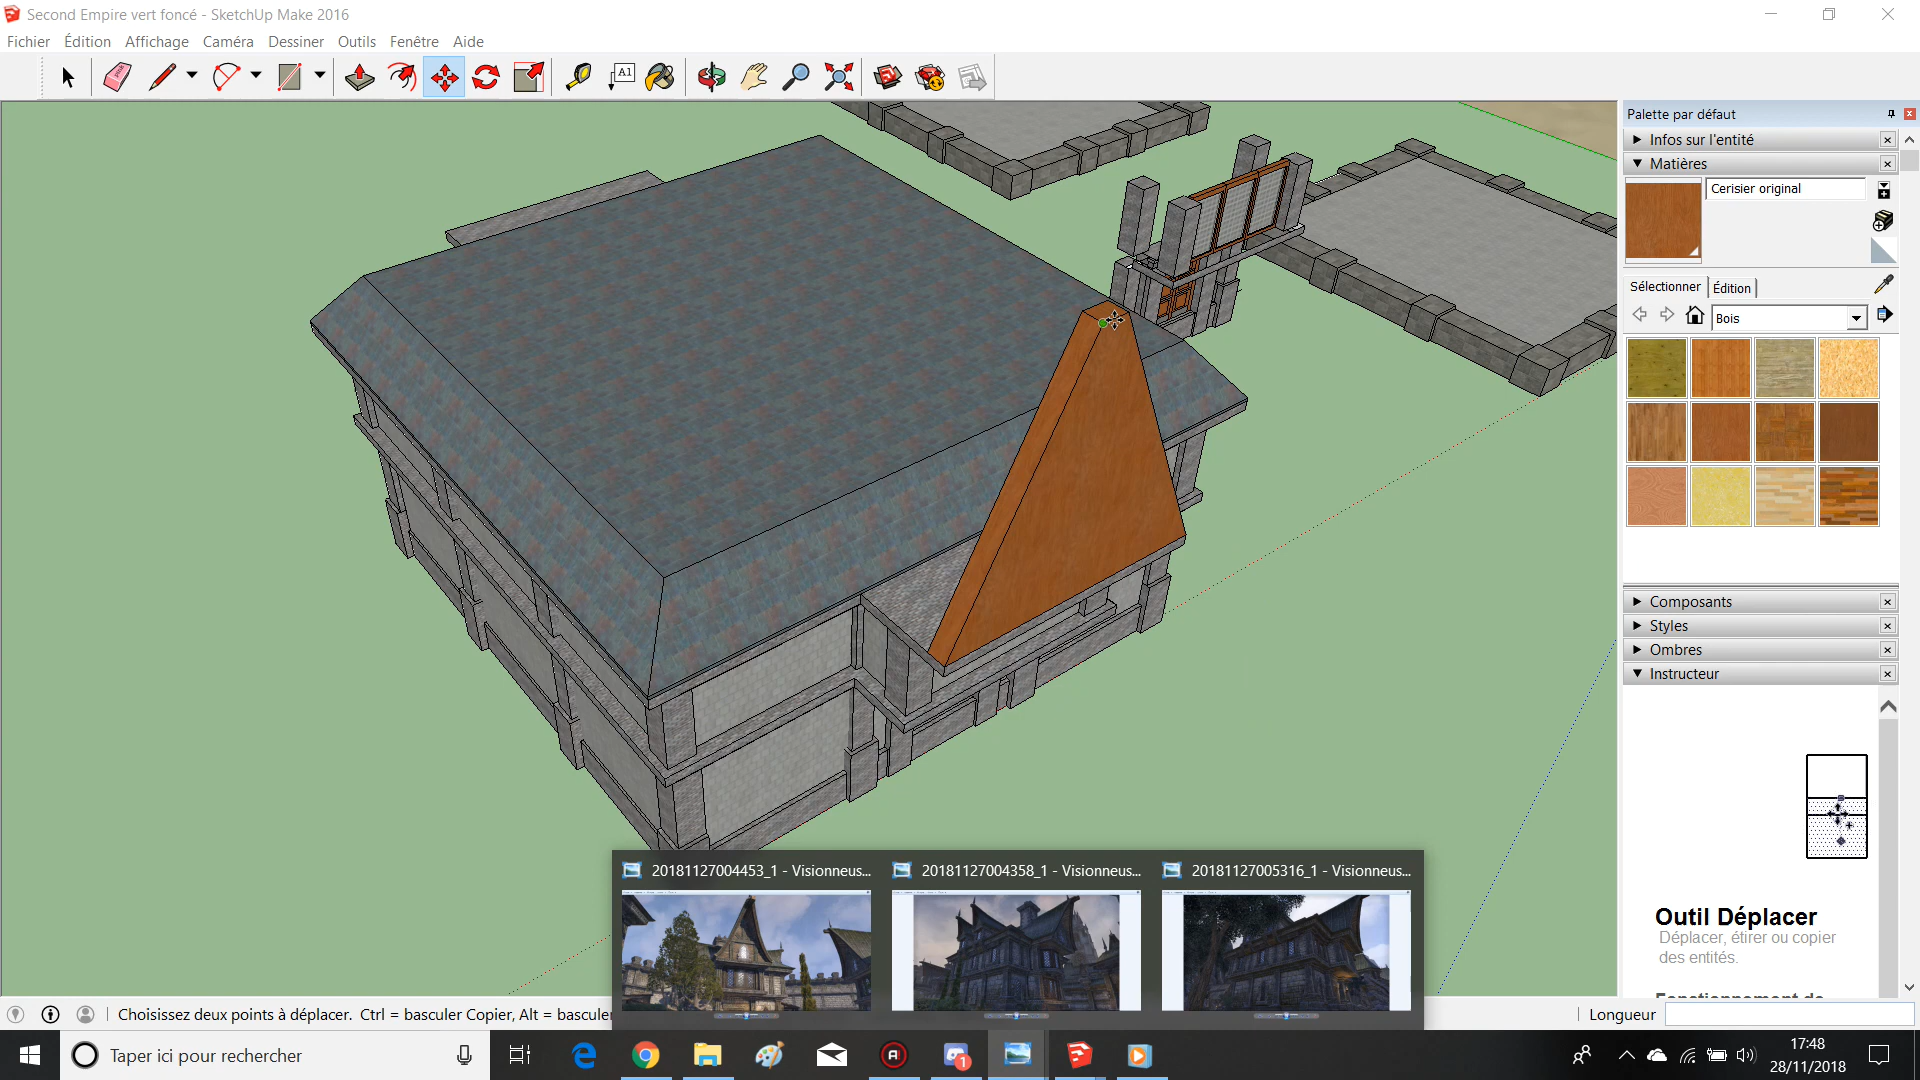 Second Empire vert foncé - SketchUp Make 2016
Fichier Édition Affichage Caméra Dessiner Outils Fenêtre Aide
A1
Palette par défaut
Infos sur l'entité
Matières
Cerisier original
Sélectionner Édition
Bois
Composants
Styles
Ombres
Instructeur
Outil Déplacer
Déplacer, étirer ou copier
des entités.
20181127004453_1 - Visionneus...
20181127004358_1 - Visionneus...
20181127005316_1 - Visionneus...
Choisissez deux points à déplacer. Ctrl = basculer Copier, Alt = basculer
Longueur
Taper ici pour rechercher
1
17:48
28/11/2018